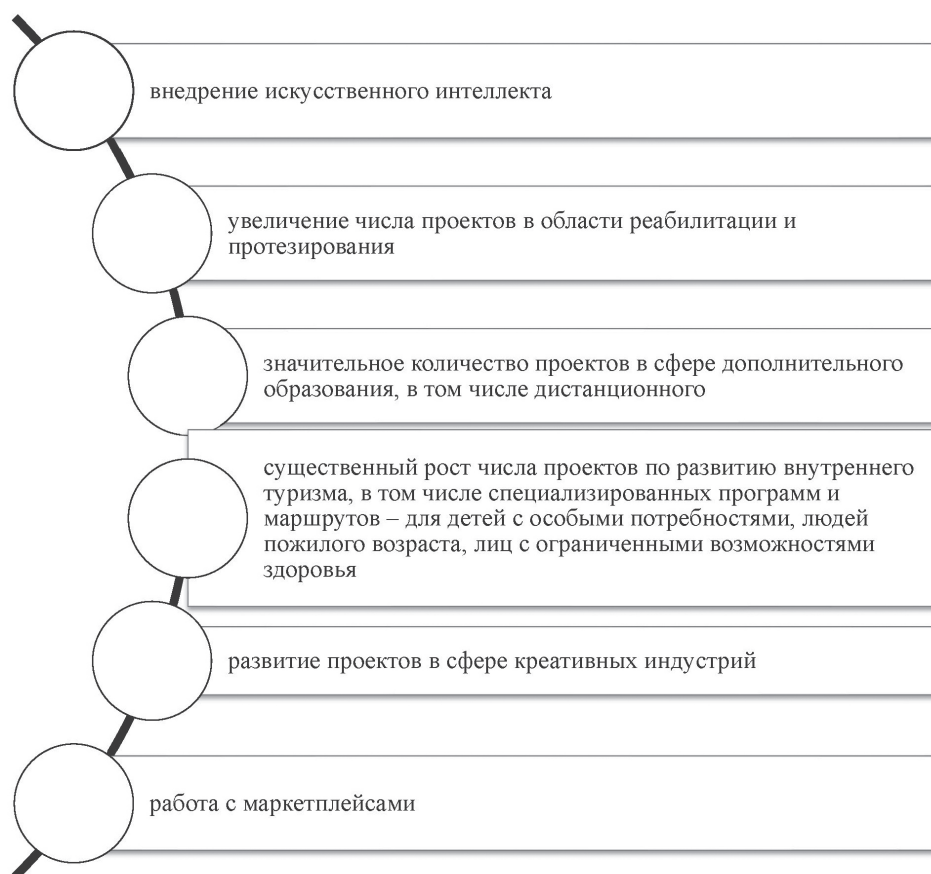 внедрение искусственного интеллекта
увеличение числа проектов в области реабилитации и
протезирования
значительное количество проектов в сфере дополнительного
образования, в том числе дистанционного
существенный рост числа проектов по развитию внутреннего
туризма, в том числе специализированных программ и
маршрутов – для детей с особыми потребностями, людей
пожилого возраста, лиц с ограниченными возможностями
здоровья
развитие проектов в сфере креативных индустрий
работа с маркетплейсами